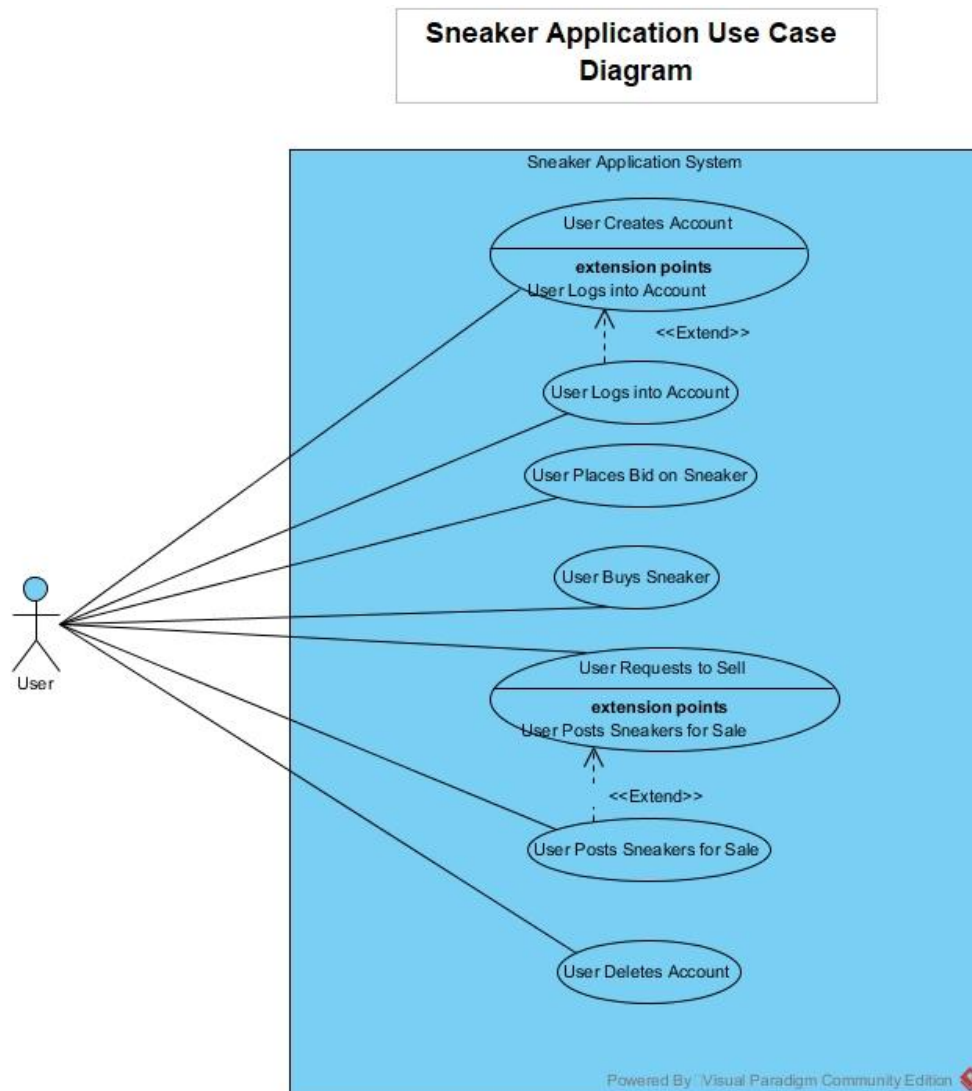 Sneaker Application Use Case
Diagram
Sneaker Application System
User Creates Account
extension points
User Logs into Account
<<Extend>>
User Logs into Account
User Places Bid on Sneaker
User Buys Sneaker
User
User Requests to Sell
extension points
User Posts Sneakers for Sale
<<Extend>>
User Posts Sneakers for Sale
User Deletes Account
Powered By Visual Paradigm Community Edition